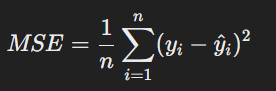 MSE = \frac{1}{n} \sum_{i=1}^{n} (y_i - \hat{y}_i)^2